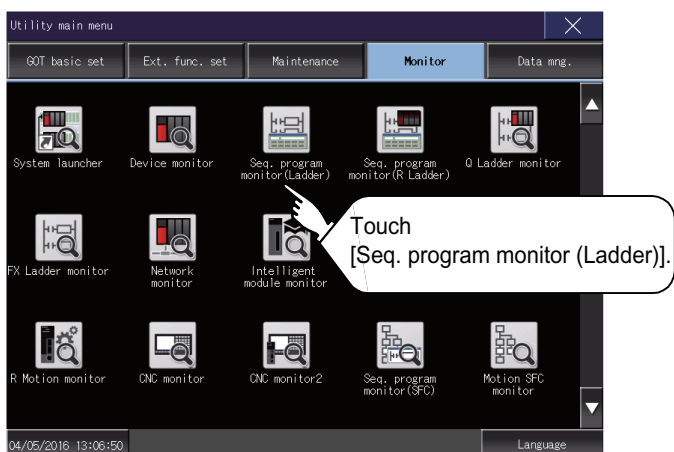 Utility main menu
GOT basic set
Ext. func. set
Maintenance
Monitor
Data mng.
System launcher
Device monitor
Seq. program
monitor(Ladder)
Seq. program
monitor(R Ladder)
Q Ladder monitor
Touch
[Seq. program monitor (Ladder)].
FX Ladder monitor
Network
monitor
Intelligent
module monitor
R Motion monitor
CNC monitor
CNC monitor2
Seq. program
monitor(SFC)
Motion SFC
monitor
04/05/2016 13:06:50
Language